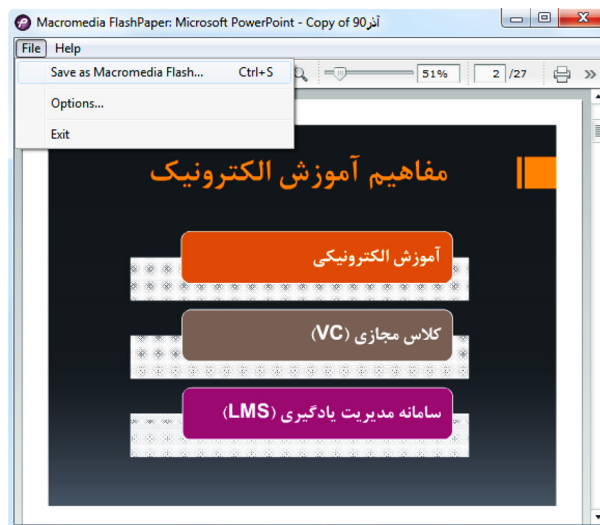 Macromedia FlashPaper: Microsoft PowerPoint - Copy of 90آذر
File Help
Save as Macromedia Flash... Ctrl+S
Options...
Exit
51% 2 /27
مفاهیم آموزش الکترونیک
آموزش الکترونیکی
کلاس مجازی (VC)
سامانه مدیریت یادگیری (LMS)